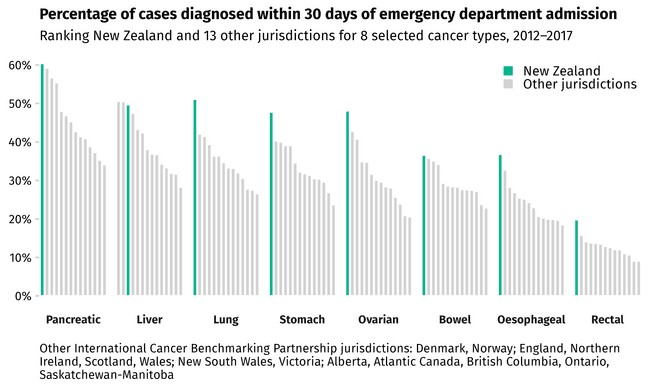 Percentage of cases diagnosed within 30 days of emergency department admission
Ranking New Zealand and 13 other jurisdictions for 8 selected cancer types, 2012–2017
60%
50%
40%
30%
20%
10%
0%
New Zealand
Other jurisdictions
Pancreatic
Liver
Lung
Stomach
Ovarian
Bowel
Oesophageal
Rectal
Other International Cancer Benchmarking Partnership jurisdictions: Denmark, Norway; England, Northern
Ireland, Scotland, Wales; New South Wales, Victoria; Alberta, Atlantic Canada, British Columbia, Ontario,
Saskatchewan-Manitoba